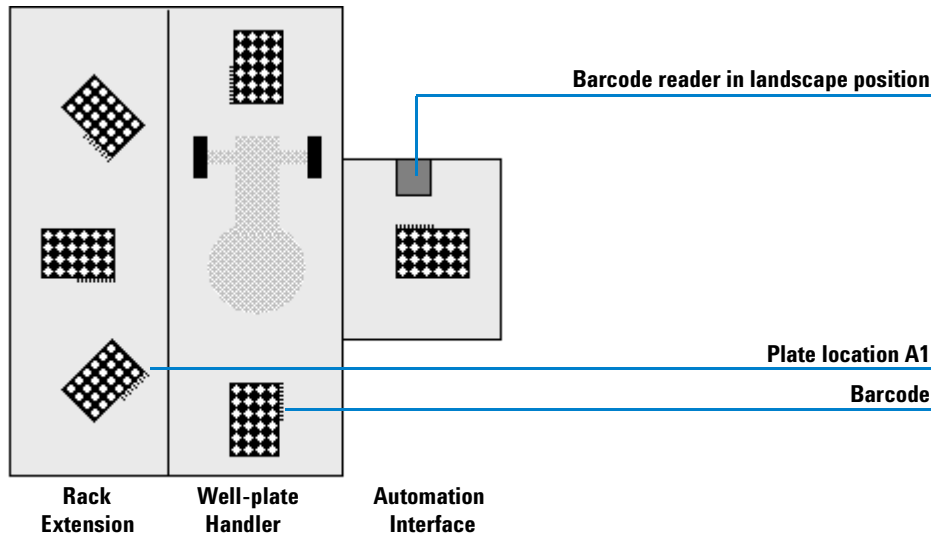 Barcode reader in landscape position
Plate location A1
Barcode
Rack
Extension
Well-plate
Handler
Automation
Interface